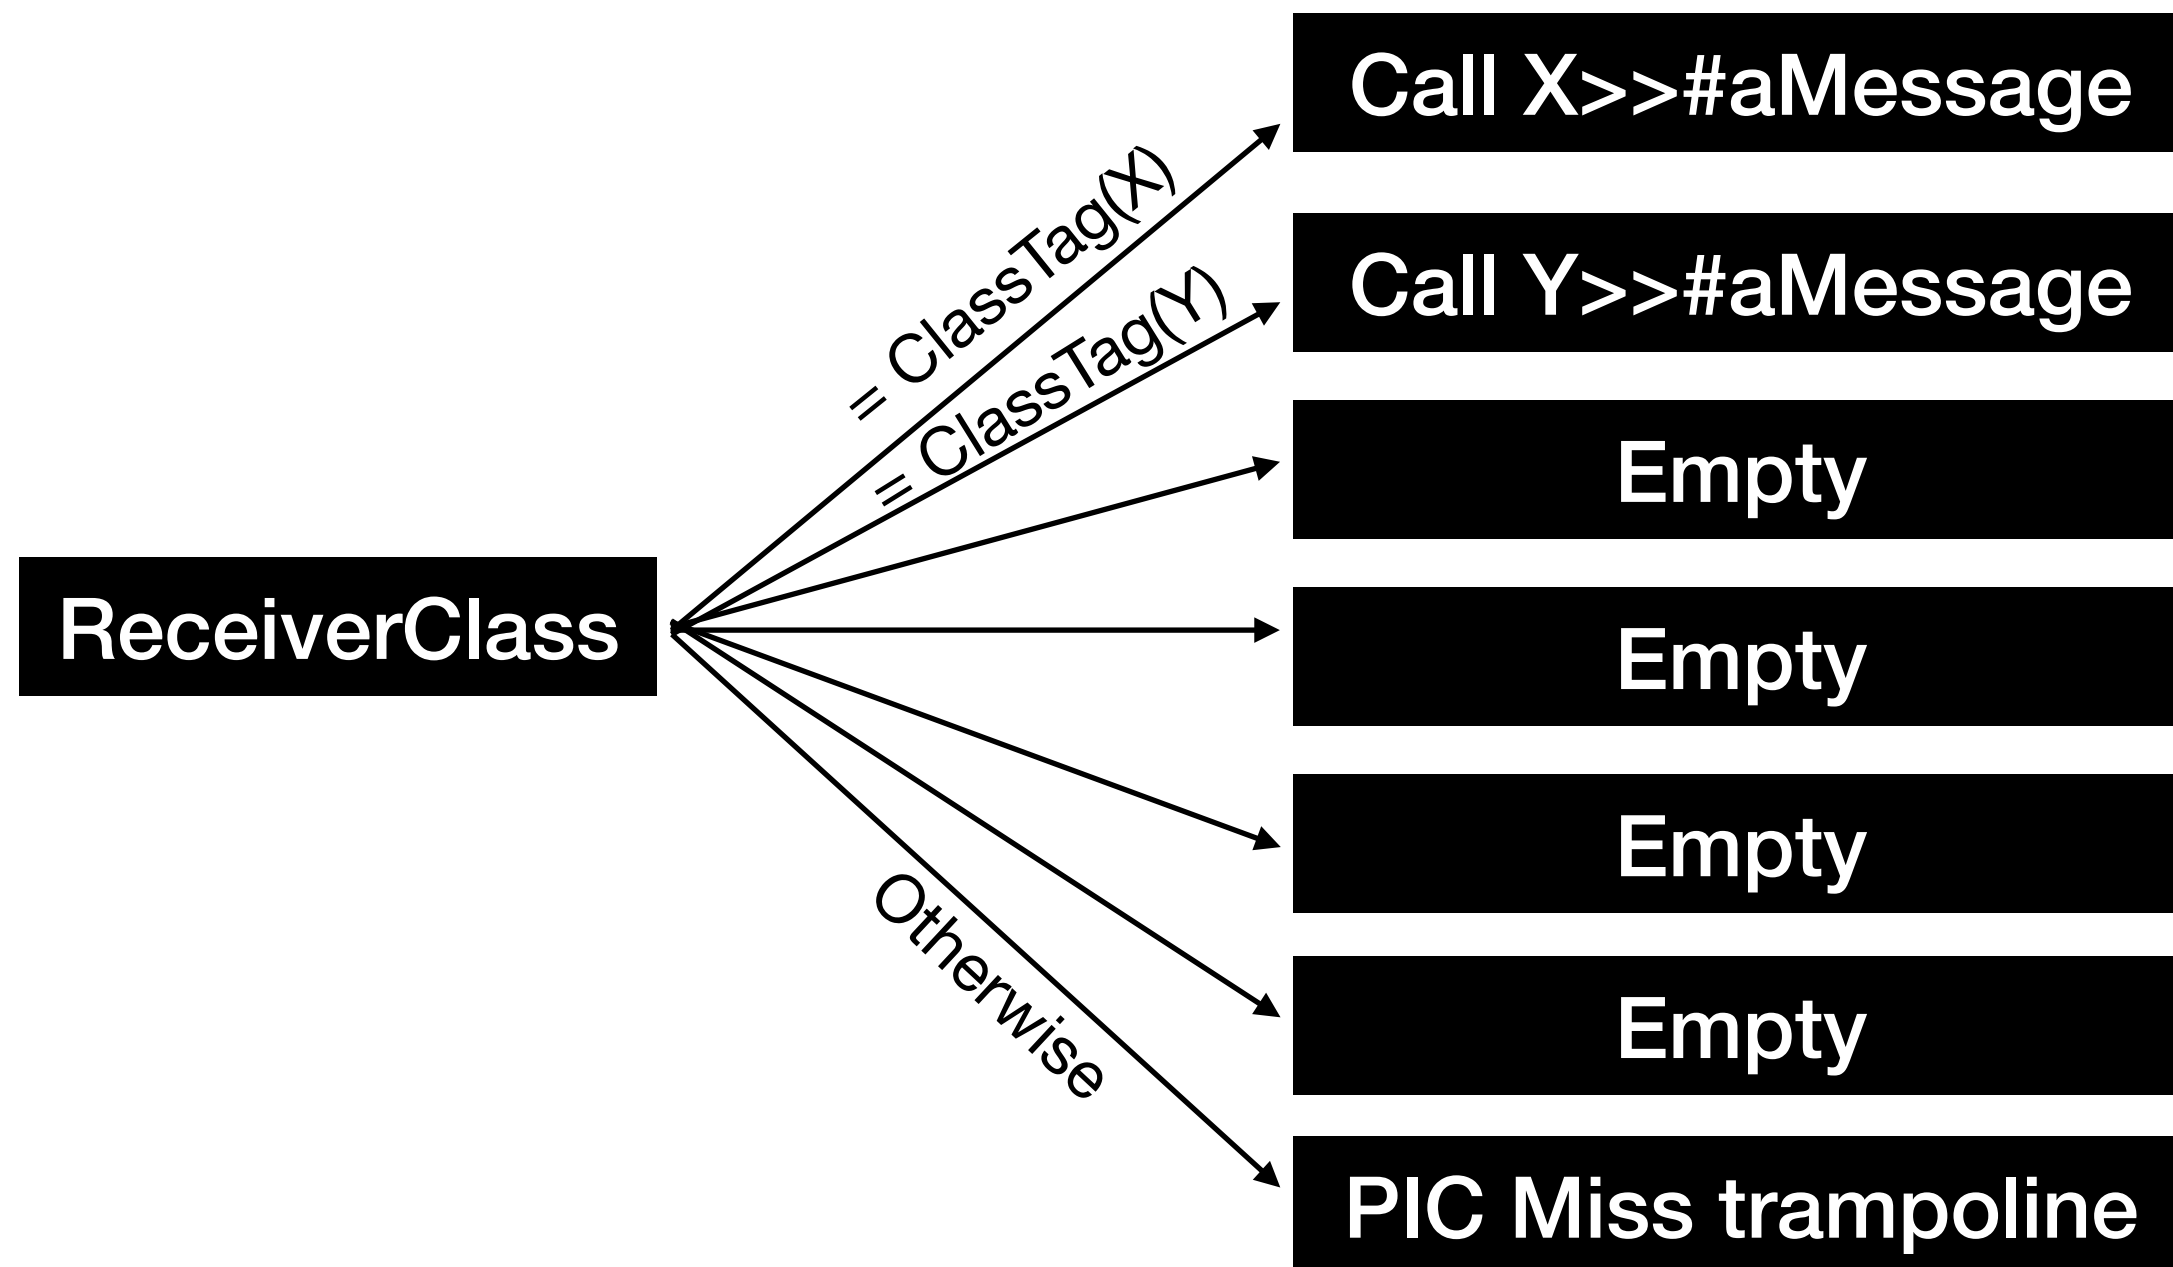 Call X>>#aMessage
= ClassTag(X)
Call Y>>#aMessage
= ClassTag(Y)
Empty
ReceiverClass
Empty
Empty
Otherwise
Empty
PIC Miss trampoline